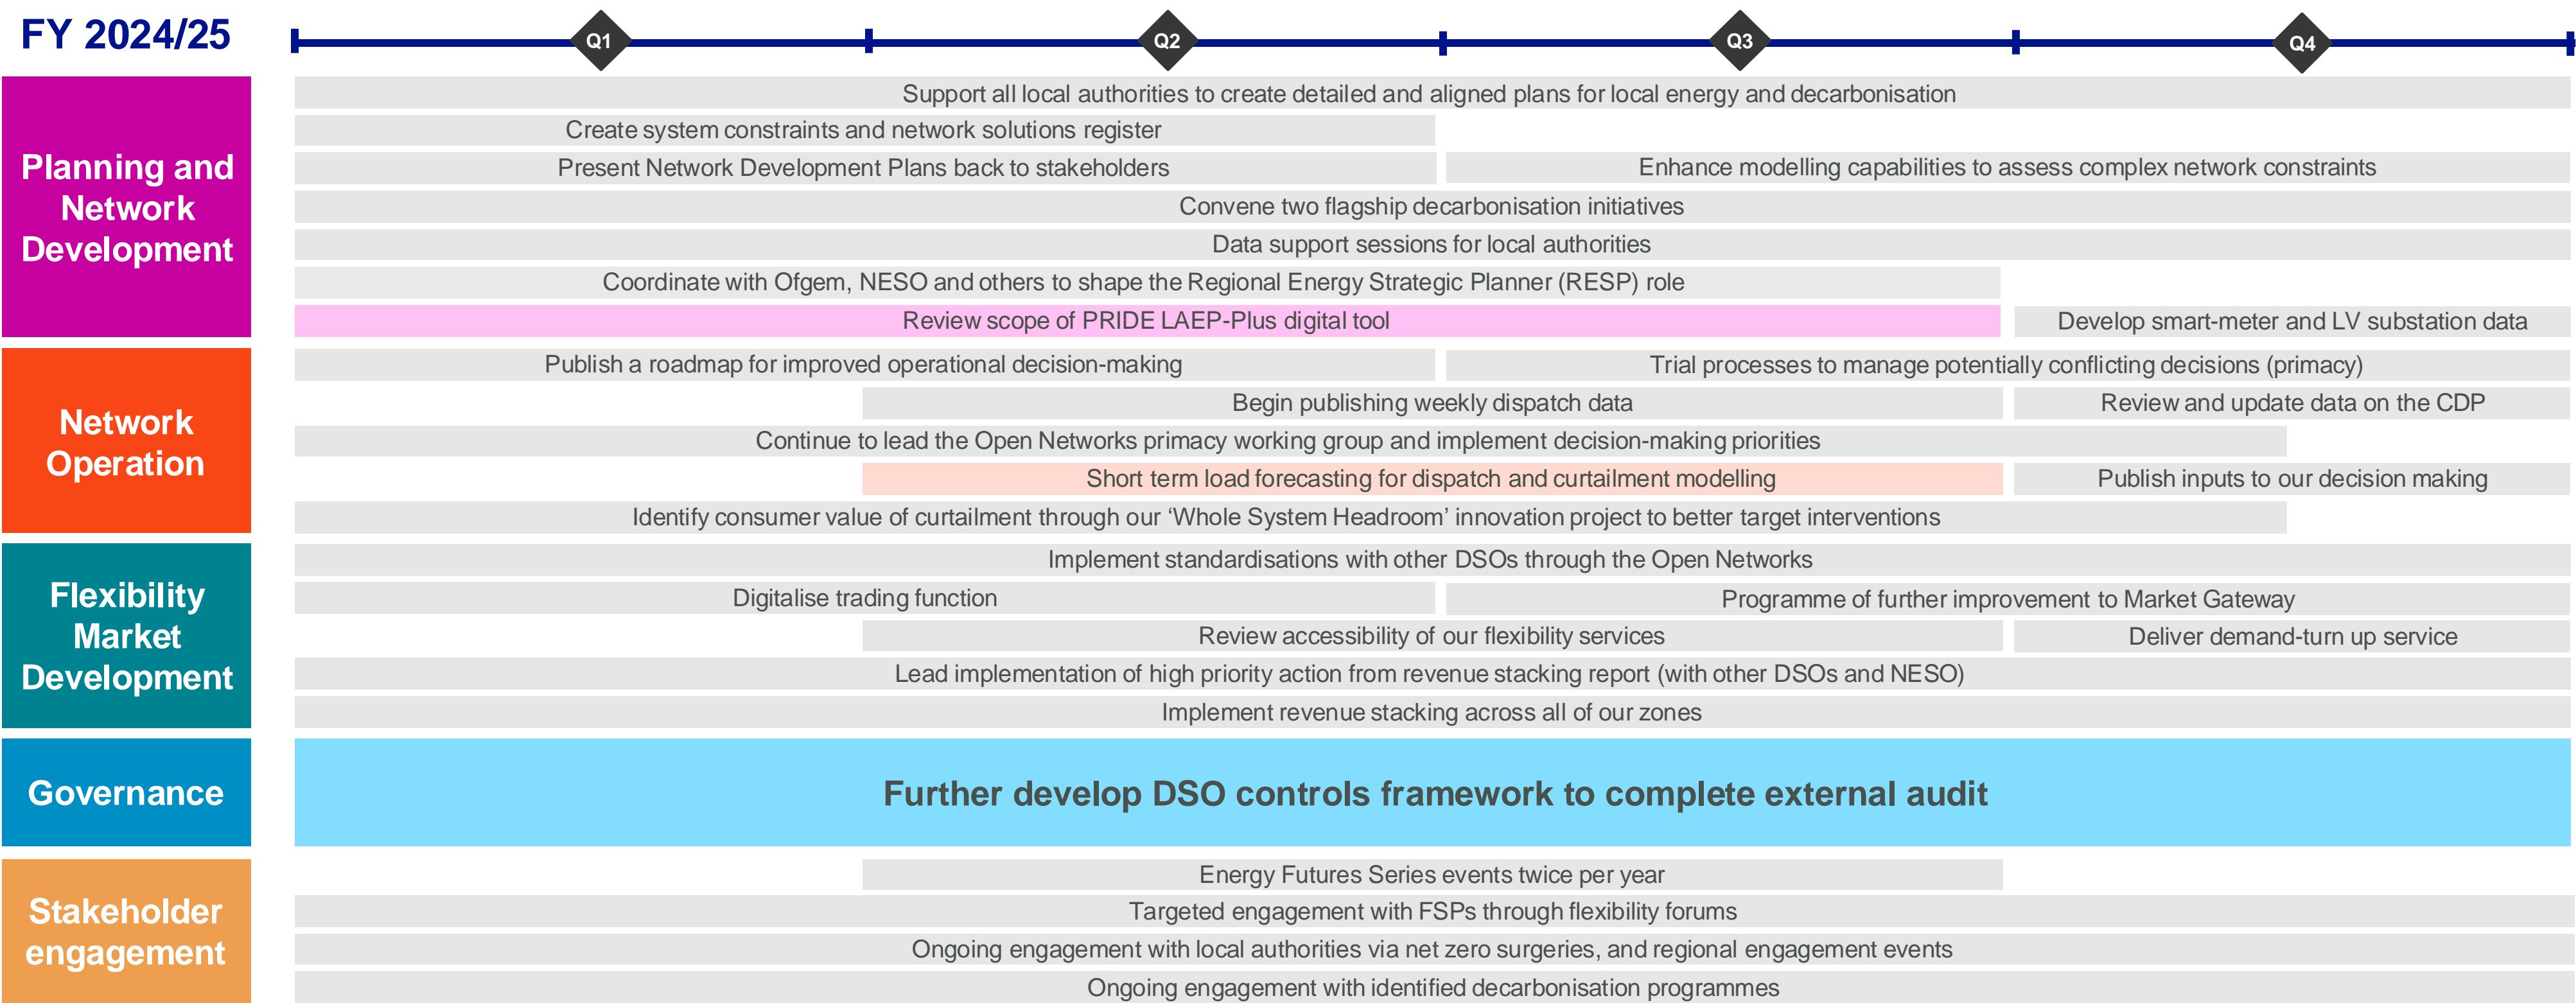 FY 2024/25
Q1
Q2
Q3
Q4
Planning and
Network
Development
Support all local authorities to create detailed and aligned plans for local energy and decarbonisation
Create system constraints and network solutions register
Present Network Development Plans back to stakeholders
Enhance modelling capabilities to assess complex network constraints
Convene two flagship decarbonisation initiatives
Data support sessions for local authorities
Coordinate with Ofgem, NESO and others to shape the Regional Energy Strategic Planner (RESP) role
Review scope of PRIDE LAEP-Plus digital tool
Develop smart-meter and LV substation data
Network
Operation
Publish a roadmap for improved operational decision-making
Trial processes to manage potentially conflicting decisions (primacy)
Begin publishing weekly dispatch data
Review and update data on the CDP
Continue to lead the Open Networks primacy working group and implement decision-making priorities
Short term load forecasting for dispatch and curtailment modelling
Publish inputs to our decision making
Identify consumer value of curtailment through our ‘Whole System Headroom’ innovation project to better target interventions
Flexibility
Market
Development
Implement standardisations with other DSOs through the Open Networks
Digitalise trading function
Programme of further improvement to Market Gateway
Review accessibility of our flexibility services
Deliver demand-turn up service
Lead implementation of high priority action from revenue stacking report (with other DSOs and NESO)
Implement revenue stacking across all of our zones
Governance
Further develop DSO controls framework to complete external audit
Stakeholder
engagement
Energy Futures Series events twice per year
Targeted engagement with FSPs through flexibility forums
Ongoing engagement with local authorities via net zero surgeries, and regional engagement events
Ongoing engagement with identified decarbonisation programmes